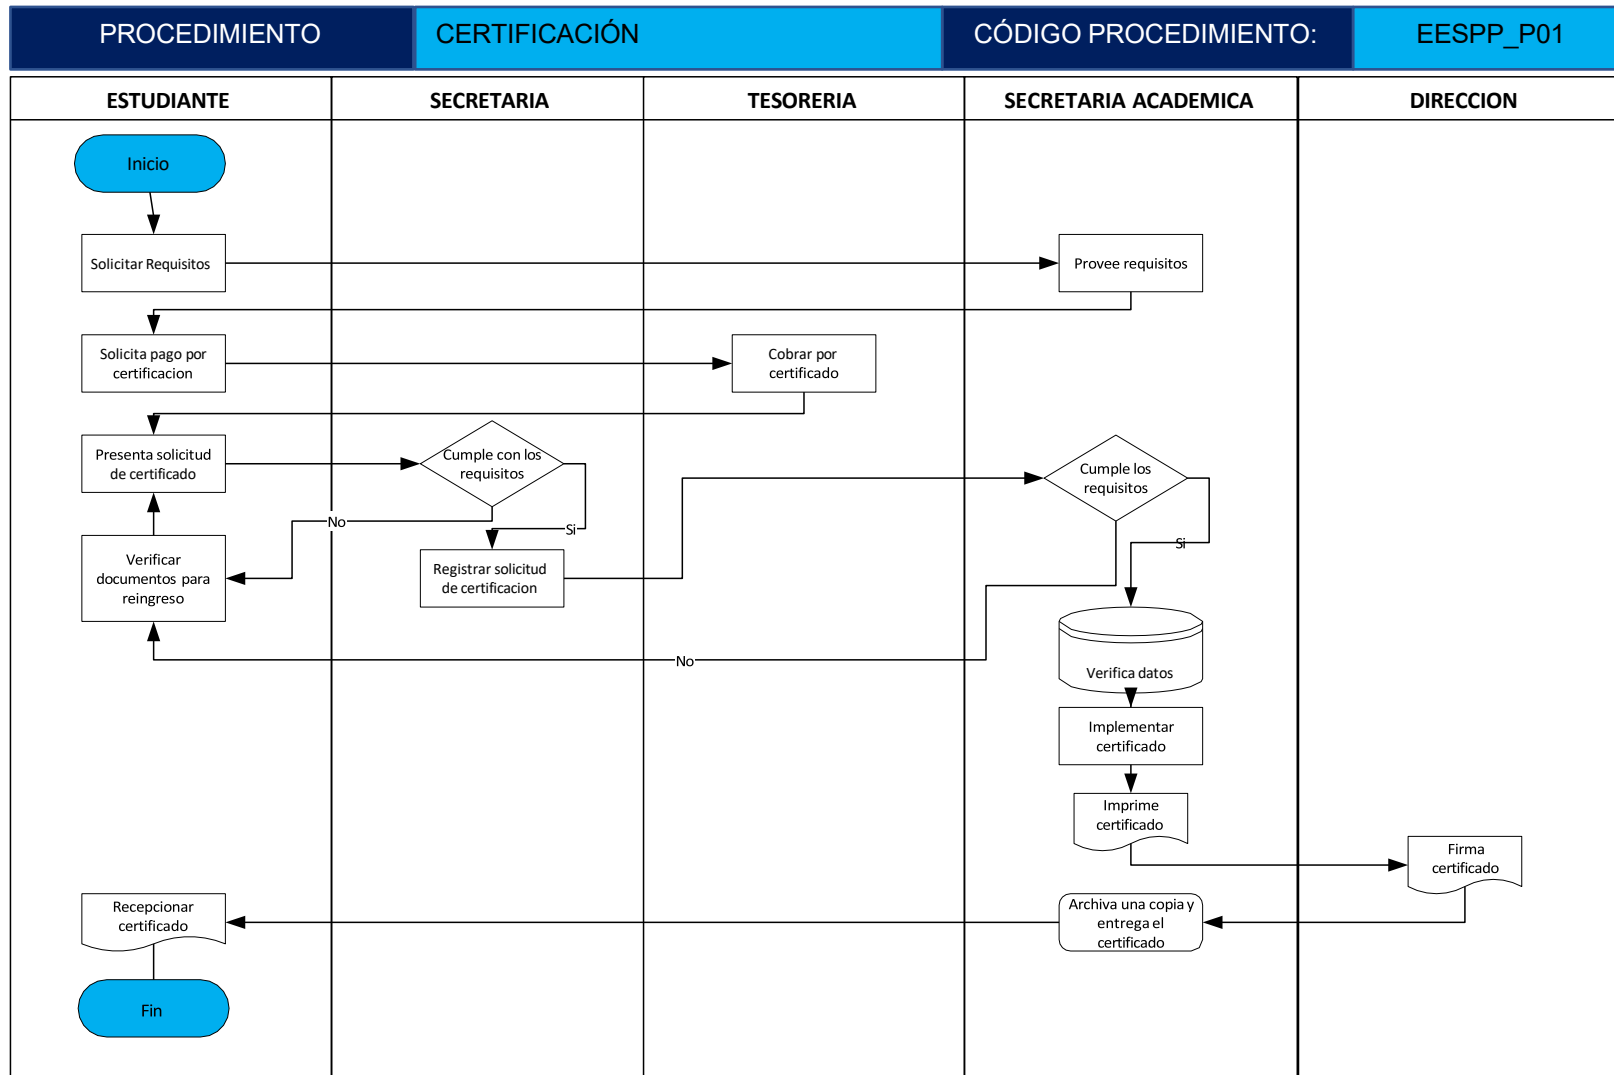 PROCEDIMIENTO
CERTIFICACIÓN
CÓDIGO PROCEDIMIENTO:
EESPP_P01
ESTUDIANTE
SECRETARIA
TESORERIA
SECRETARIA ACADEMICA
DIRECCION
Inicio
Solicitar Requisitos
Provee requisitos
Solicita pago por
certificacion
Cobrar por
certificado
Presenta solicitud
de certificado
Cumple con los
requisitos
Cumple los
requisitos
No
Si
Si
Verificar
documentos para
reingreso
Registrar solicitud
de certificacion
No
Verifica datos
Implementar
certificado
Imprime
certificado
Firma
certificado
Archiva una copia y
entrega el
certificado
Recepcionar
certificado
Fin